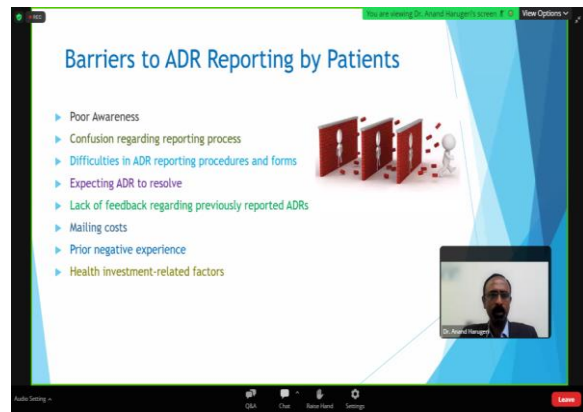 REC
You are viewing Dr. Anand Harugeri's screen
View Options
Barriers to ADR Reporting by Patients
Poor Awareness
Confusion regarding reporting process
Difficulties in ADR reporting procedures and forms
Expecting ADR to resolve
Lack of feedback regarding previously reported ADRs
Mailing costs
Prior negative experience
Health investment-related factors
Dr. Anand Harugeri
Audio Setting
Q&A
Chat
Raise Hand
Settings
Leave